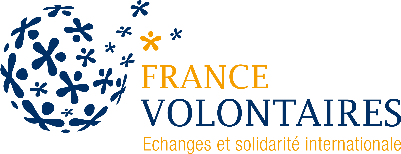 FRANCE
VOLONTAIRES
Echanges et solidarité internationale